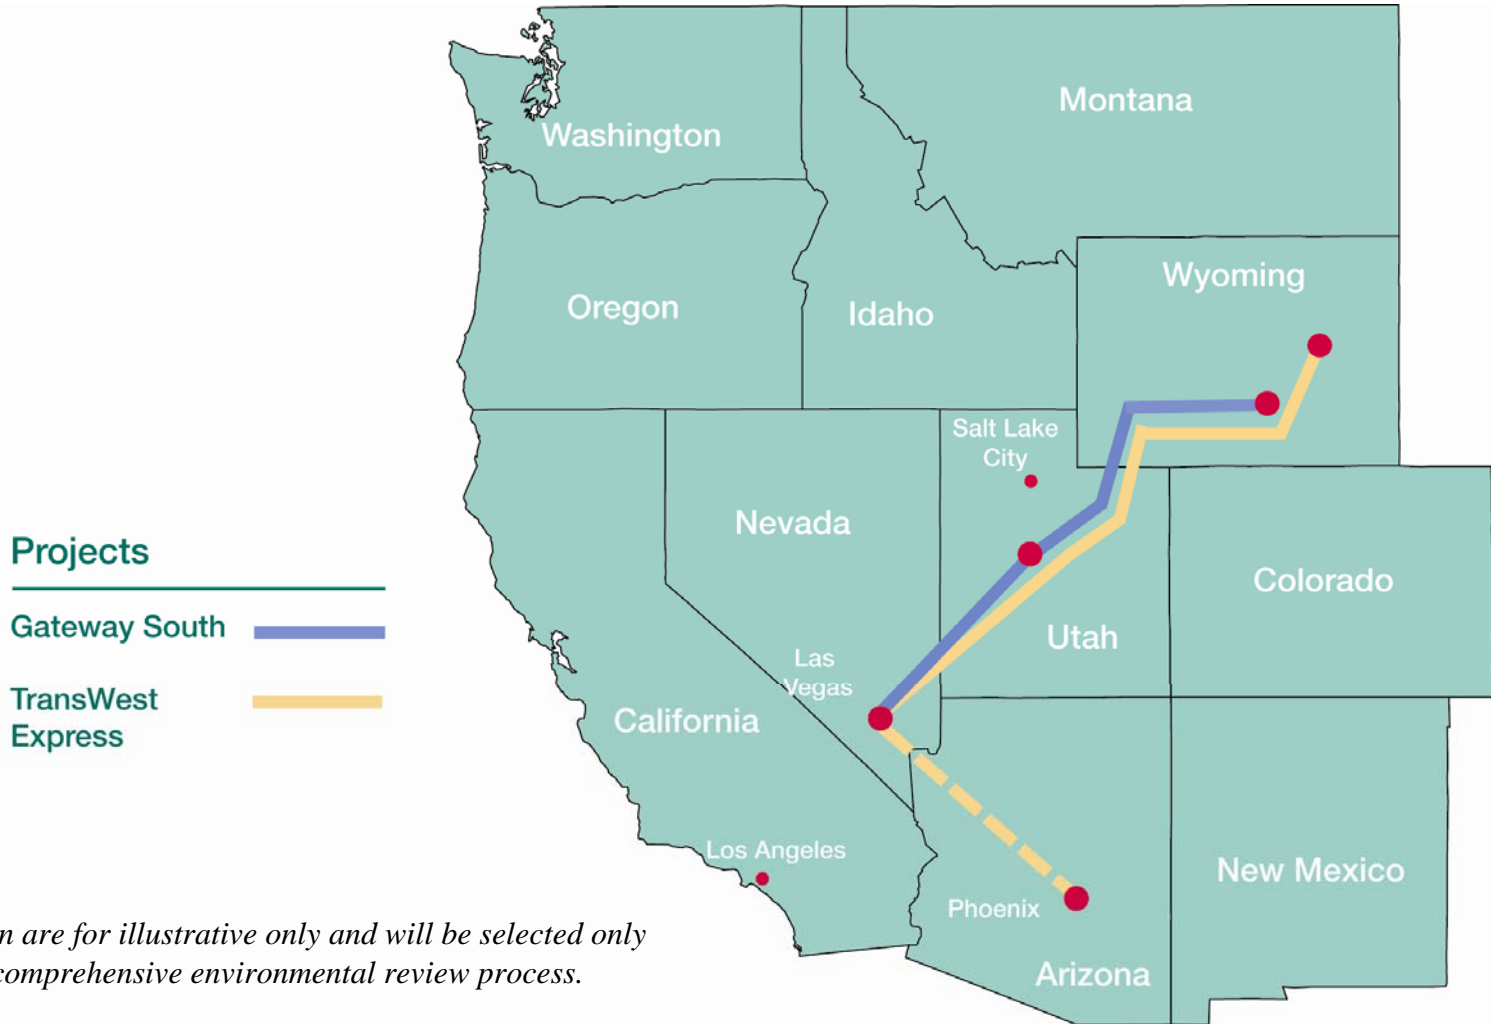 Washington
Montana
Oregon
Idaho
Wyoming
Salt Lake
City
Nevada
Utah
Colorado
Las
Vegas
California
Los Angeles
Phoenix
Arizona
New Mexico
Projects
Gateway South
TransWest
Express
are for illustrative only and will be selected only
comprehensive environmental review process.